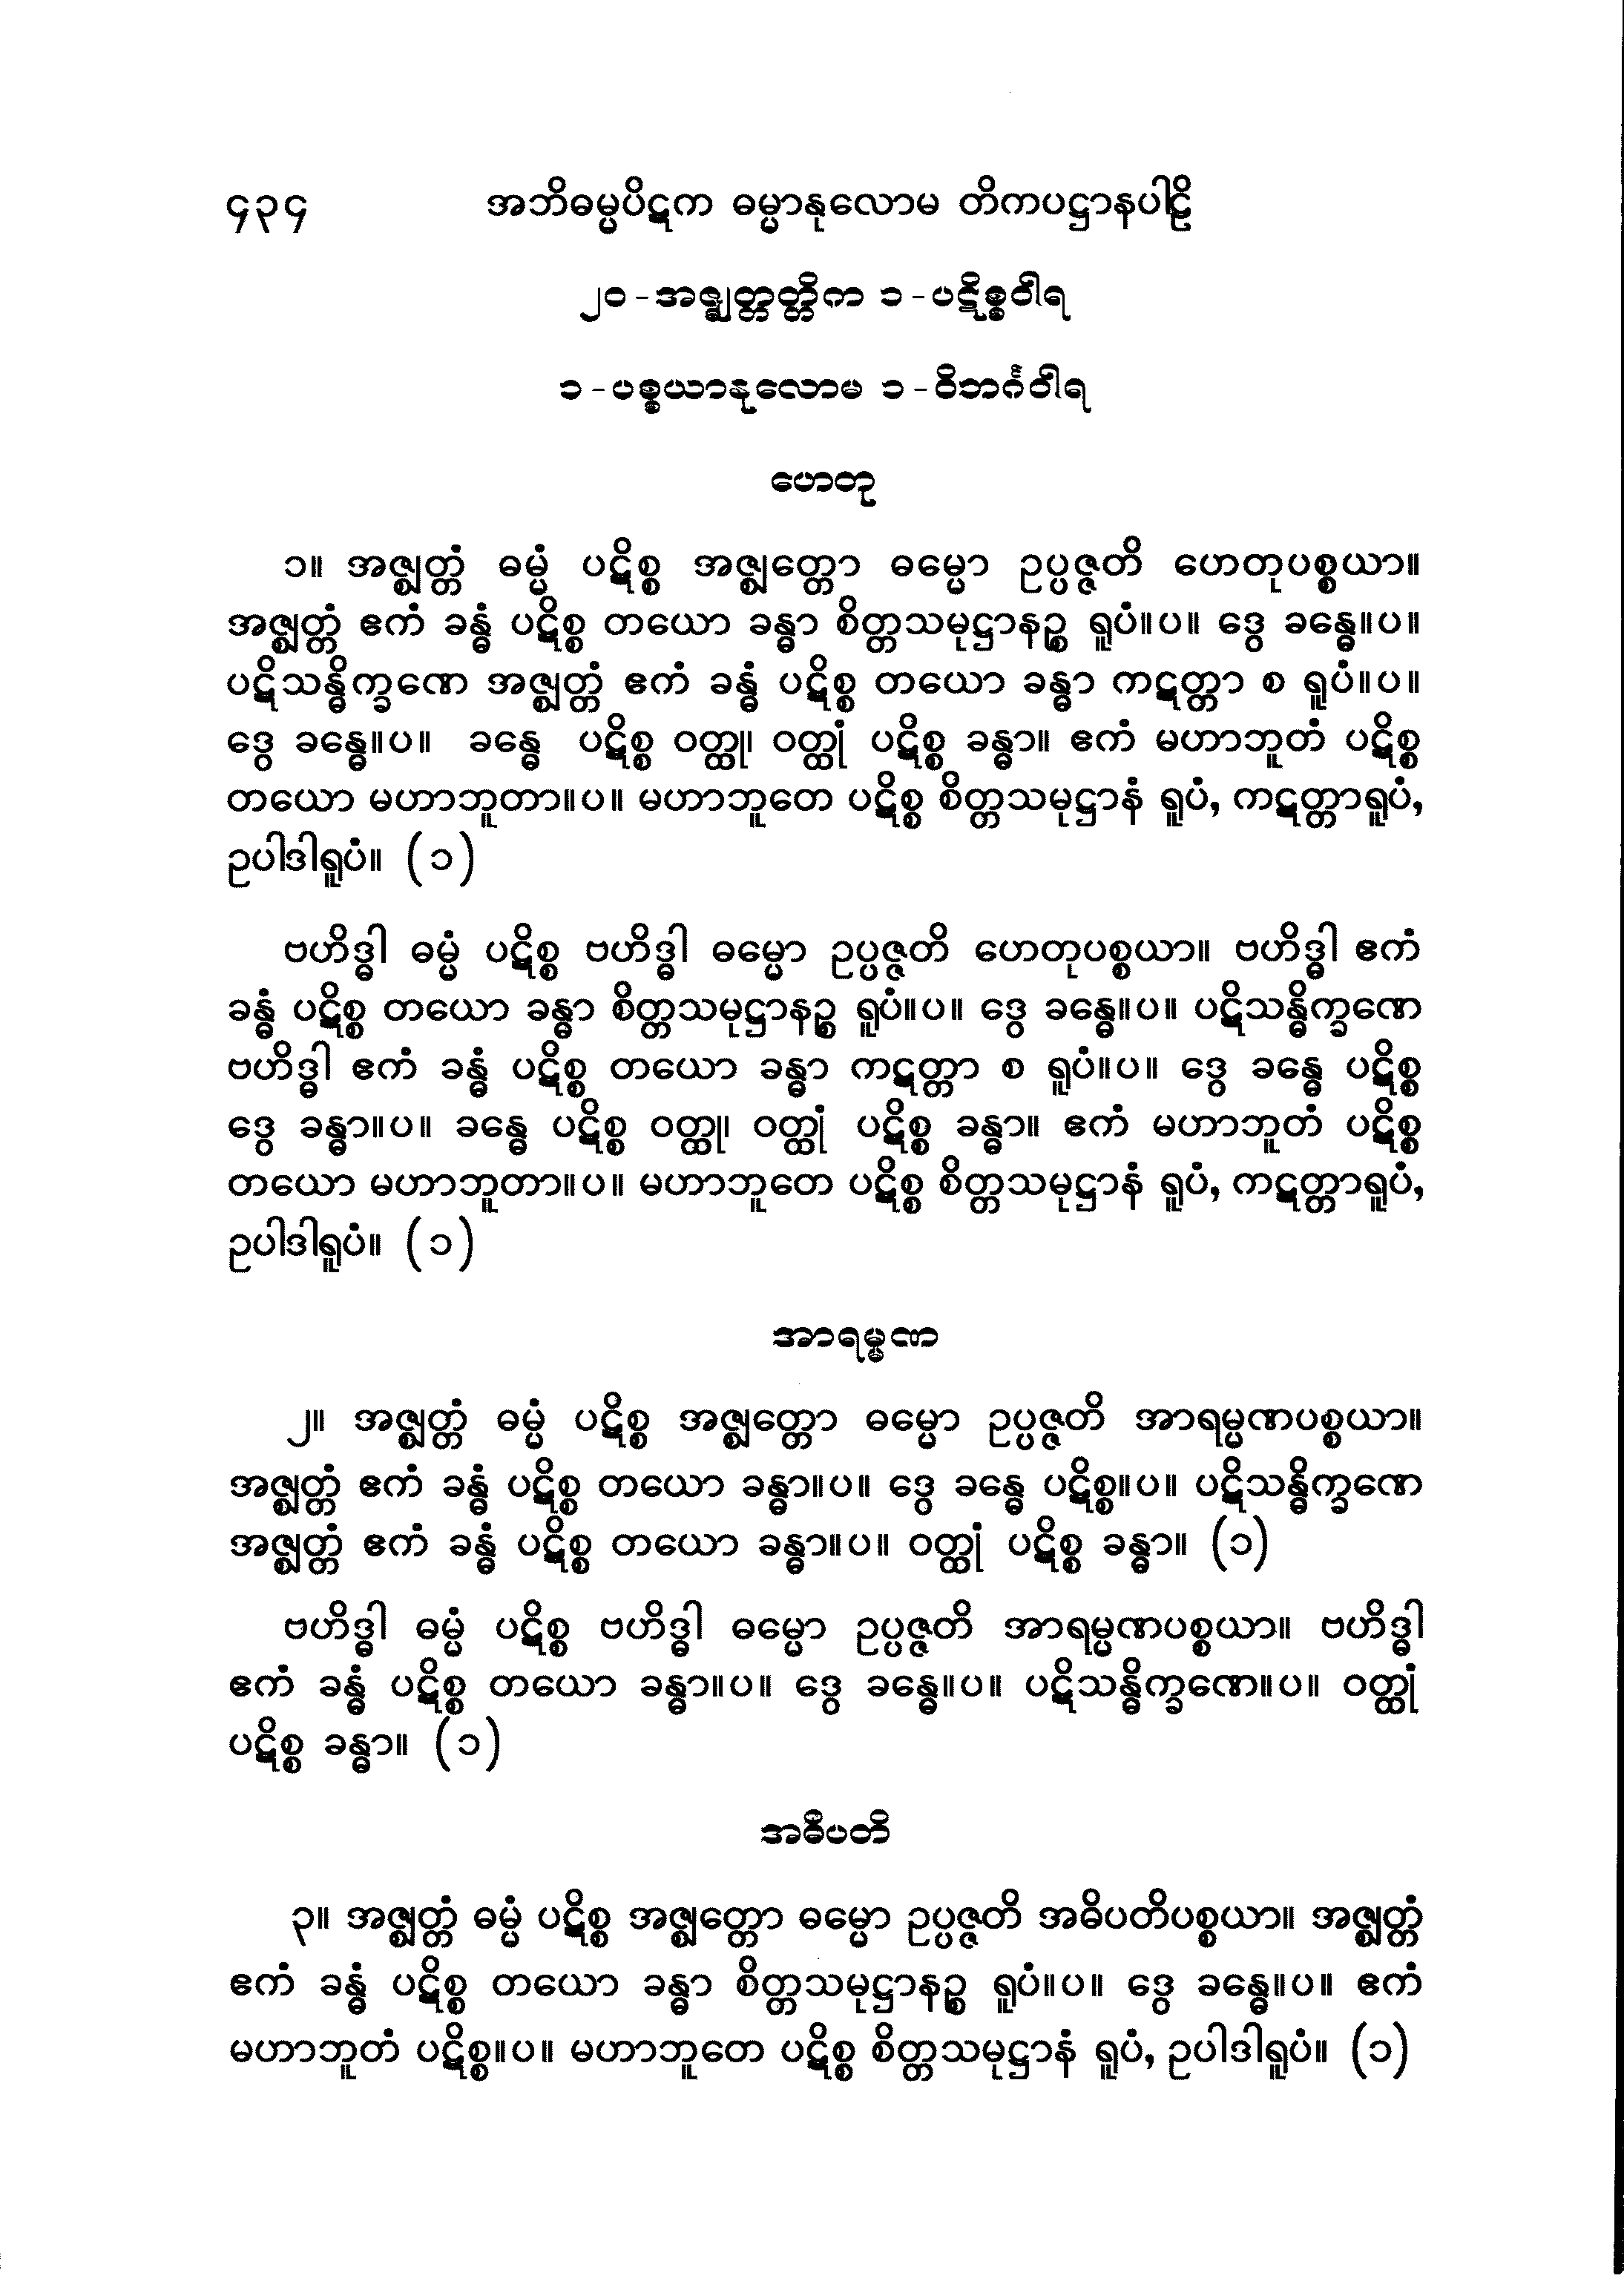 ၄၃၄ အဘိဓမ္မပိဋက ဓမ္မာနုလောမ တိကပဋ္ဌာနပါဠိ
၂၀-အဇ္ဈတ္တတ္တိက ၁-ပဋိစ္စဝါရ
၁-ပစ္စယာနုလောမ ၁-ဝိဘင်္ဂဝါရ
ဟေတု
၁။ အဇ္ဈတ္တံ ဓမ္မံ ပဋိစ္စ အဇ္ဈတ္တော ဓမ္မော ဥပ္ပဇ္ဇတိ ဟေတုပစ္စယာ။
အဇ္ဈတ္တံ ဧကံ ခန္ဓံ ပဋိစ္စ တယော ခန္ဓာ စိတ္တသမုဋ္ဌာနဉ္စ ရူပံ။ပ။ ဒွေ ခန္ဓေ။ပ။
ပဋိသန္ဓိက္ခဏေ အဇ္ဈတ္တံ ဧကံ ခန္ဓံ ပဋိစ္စ တယော ခန္ဓာ ကဋတ္တာ စ ရူပံ။ပ။
ဒွေ ခန္ဓေ။ပ။ ခန္ဓေ ပဋိစ္စ ဝတ္ထု၊ ဝတ္ထုံ ပဋိစ္စ ခန္ဓာ။ ဧကံ မဟာဘူတံ ပဋိစ္စ
တယော မဟာဘူတာ။ပ။ မဟာဘူတေ ပဋိစ္စ စိတ္တသမုဋ္ဌာနံ ရူပံ, ကဋတ္တာရူပံ,
ဥပါဒါရူပံ။ (၁)
ဗဟိဒ္ဓါ ဓမ္မံ ပဋိစ္စ ဗဟိဒ္ဓါ ဓမ္မော ဥပ္ပဇ္ဇတိ ဟေတုပစ္စယာ။ ဗဟိဒ္ဓါ ဧကံ
ခန္ဓံ ပဋိစ္စ တယော ခန္ဓာ စိတ္တသမုဋ္ဌာနဉ္စ ရူပံ။ပ။ ဒွေ ခန္ဓေ။ပ။ ပဋိသန္ဓိက္ခဏေ
ဗဟိဒ္ဓါ ဧကံ ခန္ဓံ ပဋိစ္စ တယော ခန္ဓာ ကဋတ္တာ စ ရူပံ။ပ။ ဒွေ ခန္ဓေ ပဋိစ္စ
ဒွေ ခန္ဓာ။ပ။ ခန္ဓေ ပဋိစ္စ ဝတ္ထု၊ ဝတ္ထုံ ပဋိစ္စ ခန္ဓာ။ ဧကံ မဟာဘူတံ ပဋိစ္စ
တယော မဟာဘူတာ။ပ။ မဟာဘူတေ ပဋိစ္စ စိတ္တသမုဋ္ဌာနံ ရူပံ, ကဋတ္တာရူပံ,
ဥပါဒါရူပံ။ (၁)
အာရမ္မဏ
၂။ အဇ္ဈတ္တံ ဓမ္မံ ပဋိစ္စ အဇ္ဈတ္တော ဓမ္မော ဥပ္ပဇ္ဇတိ အာရမ္မဏပစ္စယာ။
အဇ္ဈတ္တံ ဧကံ ခန္ဓံ ပဋိစ္စ တယော ခန္ဓာ။ပ။ ဒွေ ခန္ဓေ ပဋိစ္စ။ပ။ ပဋိသန္ဓိက္ခဏေ
အဇ္ဈတ္တံ ဧကံ ခန္ဓံ ပဋိစ္စ တယော ခန္ဓာ။ပ။ ဝတ္ထုံ ပဋိစ္စ ခန္ဓာ။ (၁)
ဗဟိဒ္ဓါ ဓမ္မံ ပဋိစ္စ ဗဟိဒ္ဓါ ဓမ္မော ဥပ္ပဇ္ဇတိ အာရမ္မဏပစ္စယာ။ ဗဟိဒ္ဓါ
ဧကံ ခန္ဓံ ပဋိစ္စ တယော ခန္ဓာ။ပ။ ဒွေ ခန္ဓေ။ပ။ ပဋိသန္ဓိက္ခဏေ။ပ။ ဝတ္ထုံ
ပဋိစ္စ ခန္ဓာ။ (၁)
အဓိပတိ
၃။ အဇ္ဈတ္တံ ဓမ္မံ ပဋိစ္စ အဇ္ဈတ္တော ဓမ္မော ဥပ္ပဇ္ဇတိ အဓိပတိပစ္စယာ။ အဇ္ဈတ္တံ
ဧကံ ခန္ဓံ ပဋိစ္စ တယော ခန္ဓာ စိတ္တသမုဋ္ဌာနဉ္စ ရူပံ။ပ။ ဒွေ ခန္ဓေ။ပ။ ဧကံ
မဟာဘူတံ ပဋိစ္စ။ပ။ မဟာဘူတေ ပဋိစ္စ စိတ္တသမုဋ္ဌာနံ ရူပံ, ဥပါဒါရူပံ။ (၁)